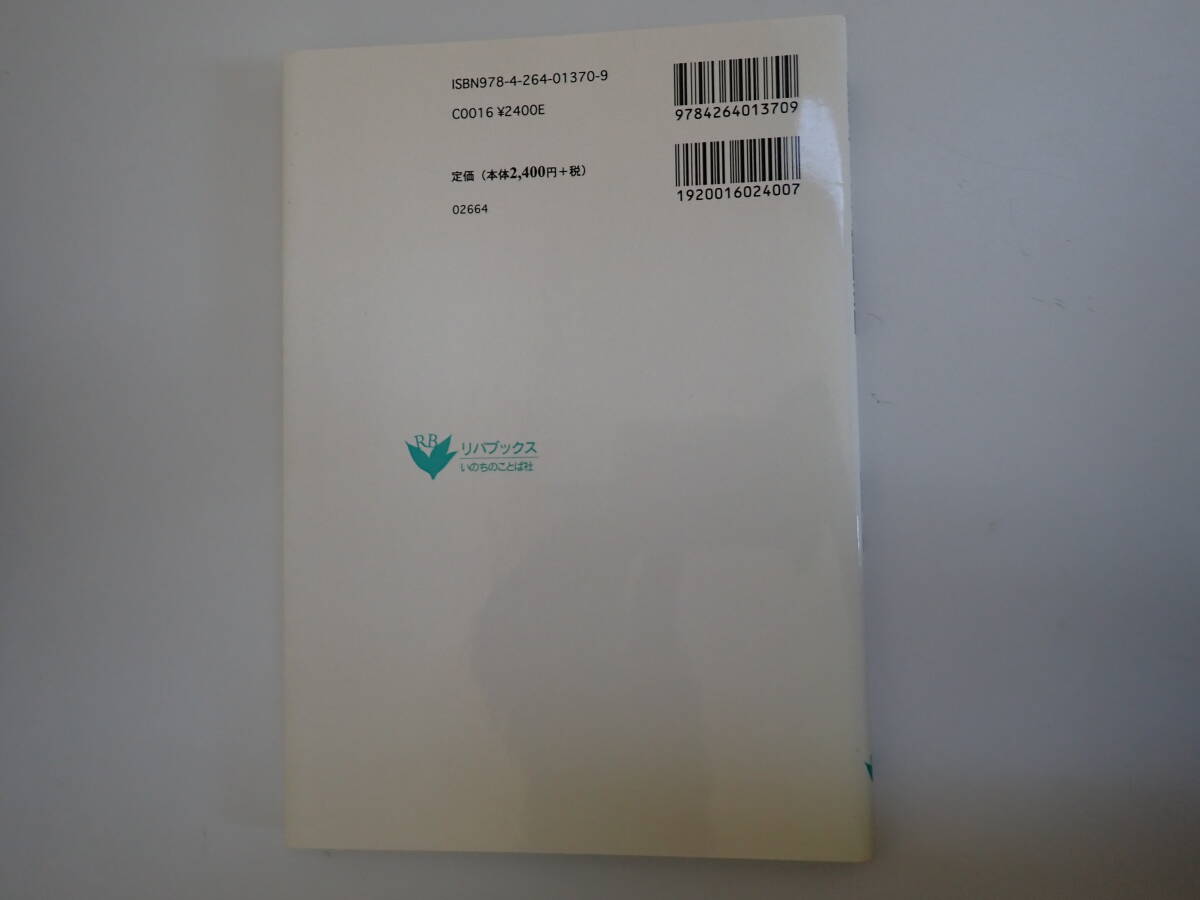 ISBN978-4-264-01370-9
C0016 ¥2400E
定価（本体2,400円＋税）
02664
9784264013709
1920016024007
RB
リバブックス
いのちのことば社